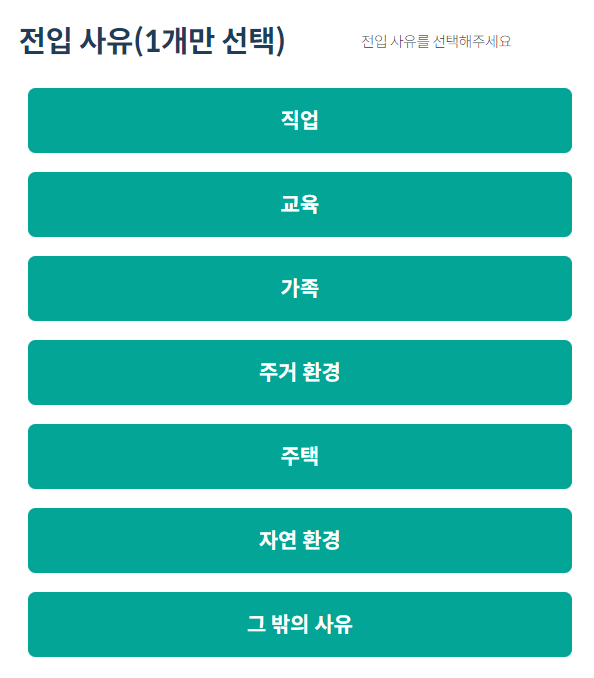 전입 사유(1개만 선택)
전입 사유를 선택해주세요
직업
교육
가족
주거 환경
주택
자연 환경
그 밖의 사유